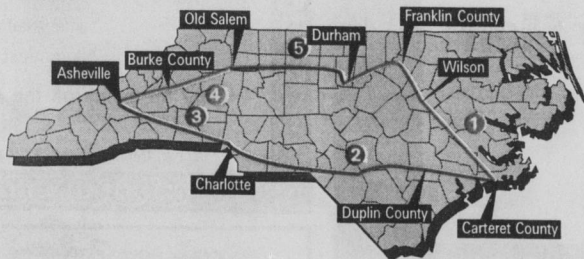 Old Salem
Franklin County
Durham
5
Burke County
Wilson
Asheville
4
3
1
2
Charlotte
Duplin County
Carteret County